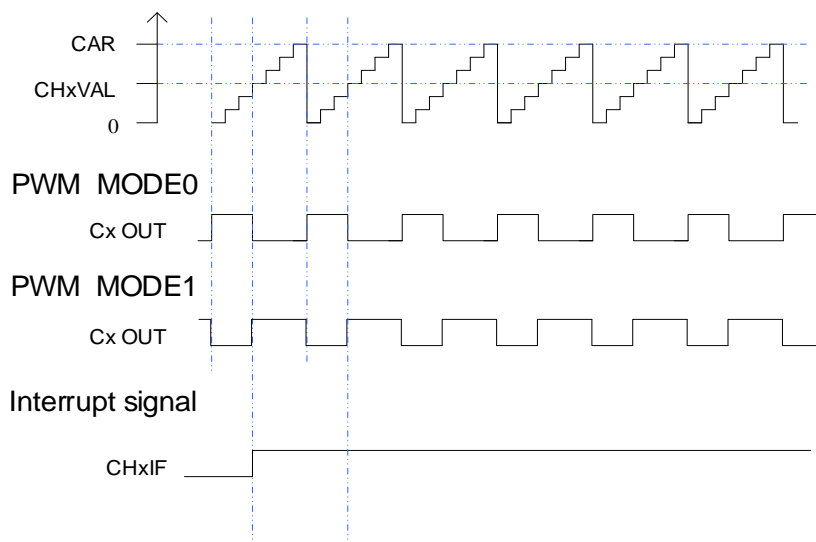 CAR
CHxVAL
0
PWM MODE0
Cx OUT
PWM MODE1
Cx OUT
Interrupt signal
CHxIF